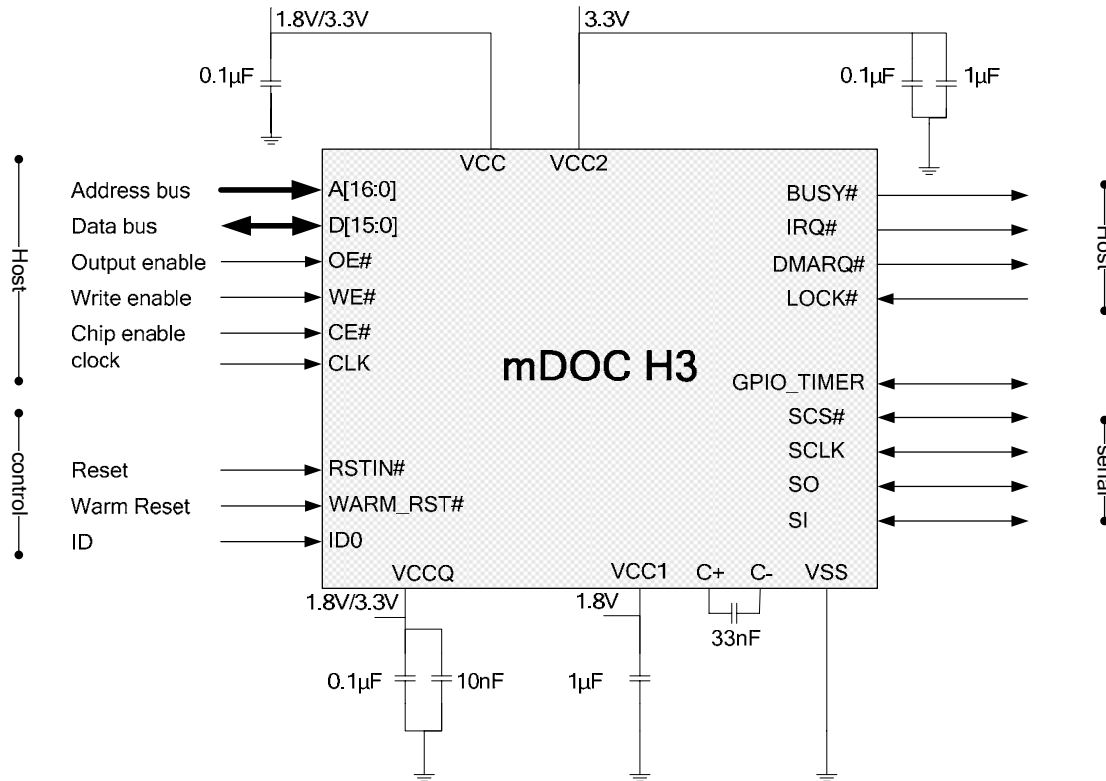 1.8V/3.3V
3.3V
0.1µF
0.1µF
1µF
VCC
VCC2
Host
Address bus
A[16:0]
Data bus
D[15:0]
Output enable
OE#
Write enable
WE#
Chip enable
CE#
clock
CLK
control
Reset
RSTIN#
Warm Reset
WARM_RST#
ID
ID0
mDOC H3
BUSY#
IRQ#
DMARQ#
LOCK#
Host
GPIO_TIMER
SCS#
SCLK
SO
SI
serial
VCCQ
VCC1
C+
C-
VSS
1.8V/3.3V
1.8V
33nF
0.1µF
10nF
1µF